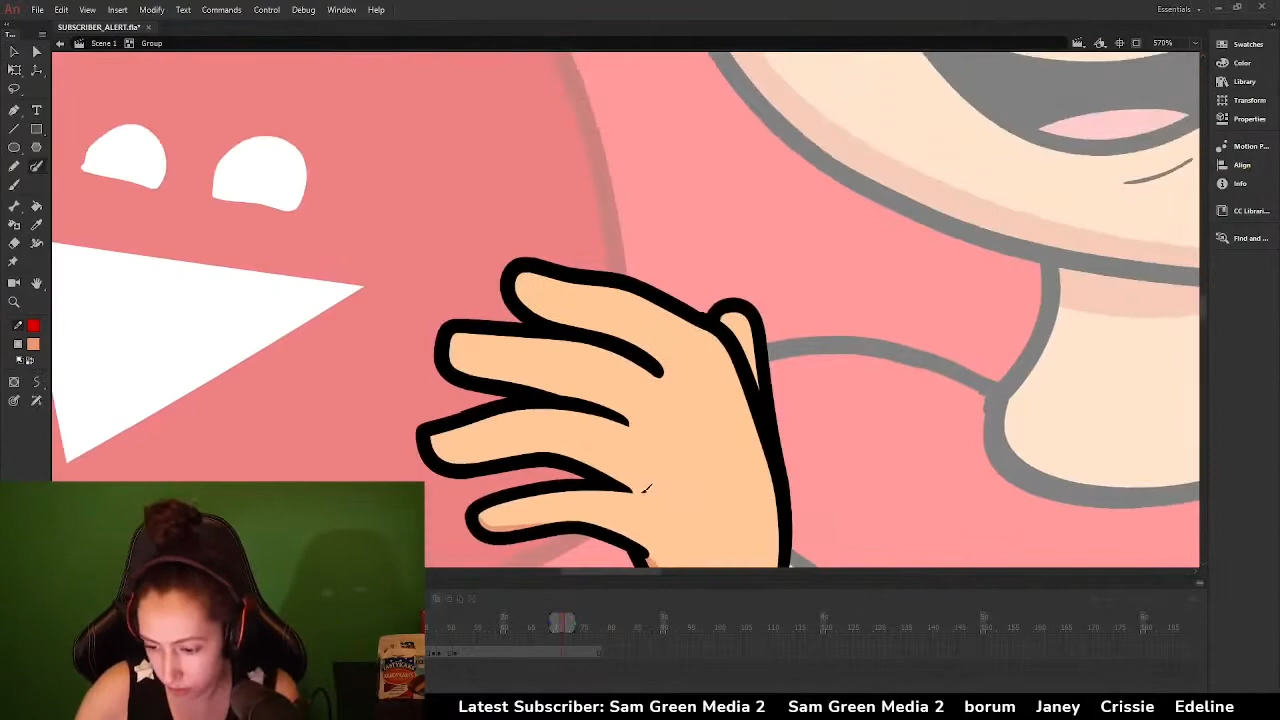 An File Edit View Insert Modify Text Commands Control Debug Window Help Essentials
SUBSCRIBER_ALERT.fla*
Scene 1 Group 570%
Swatches
Color
Library
Transform
Properties
Motion P...
Align
Info
CC Librari...
Find and ...
Latest Subscriber: Sam Green Media 2 Sam Green Media 2 borum Janey Crissie Edeline